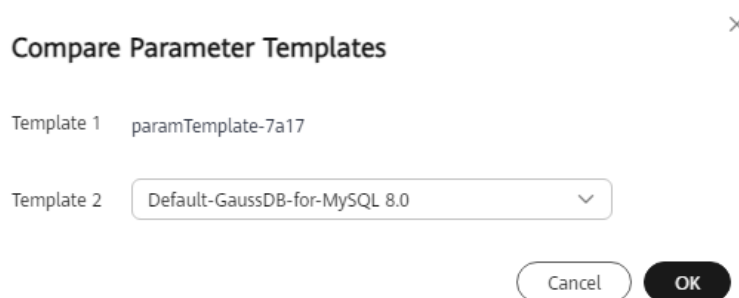 Compare Parameter Templates
Template 1 paramTemplate-7a17
Template 2 Default-GaussDB-for-MySQL 8.0
Cancel OK